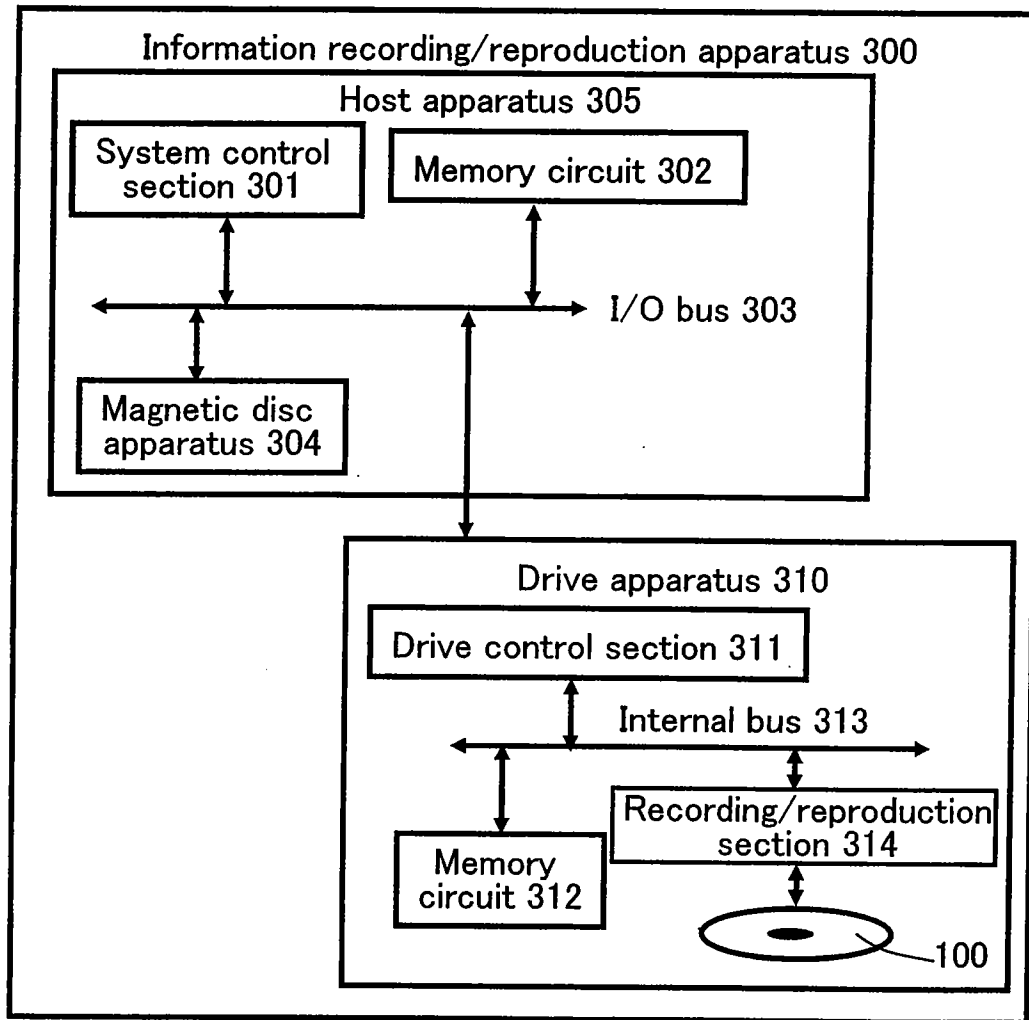 Information recording/reproduction apparatus 300
Host apparatus 305
System control
section 301
Memory circuit 302
I/O bus 303
Magnetic disc
apparatus 304
Drive apparatus 310
Drive control section 311
Internal bus 313
Recording/reproduction
section 314
Memory
circuit 312
100